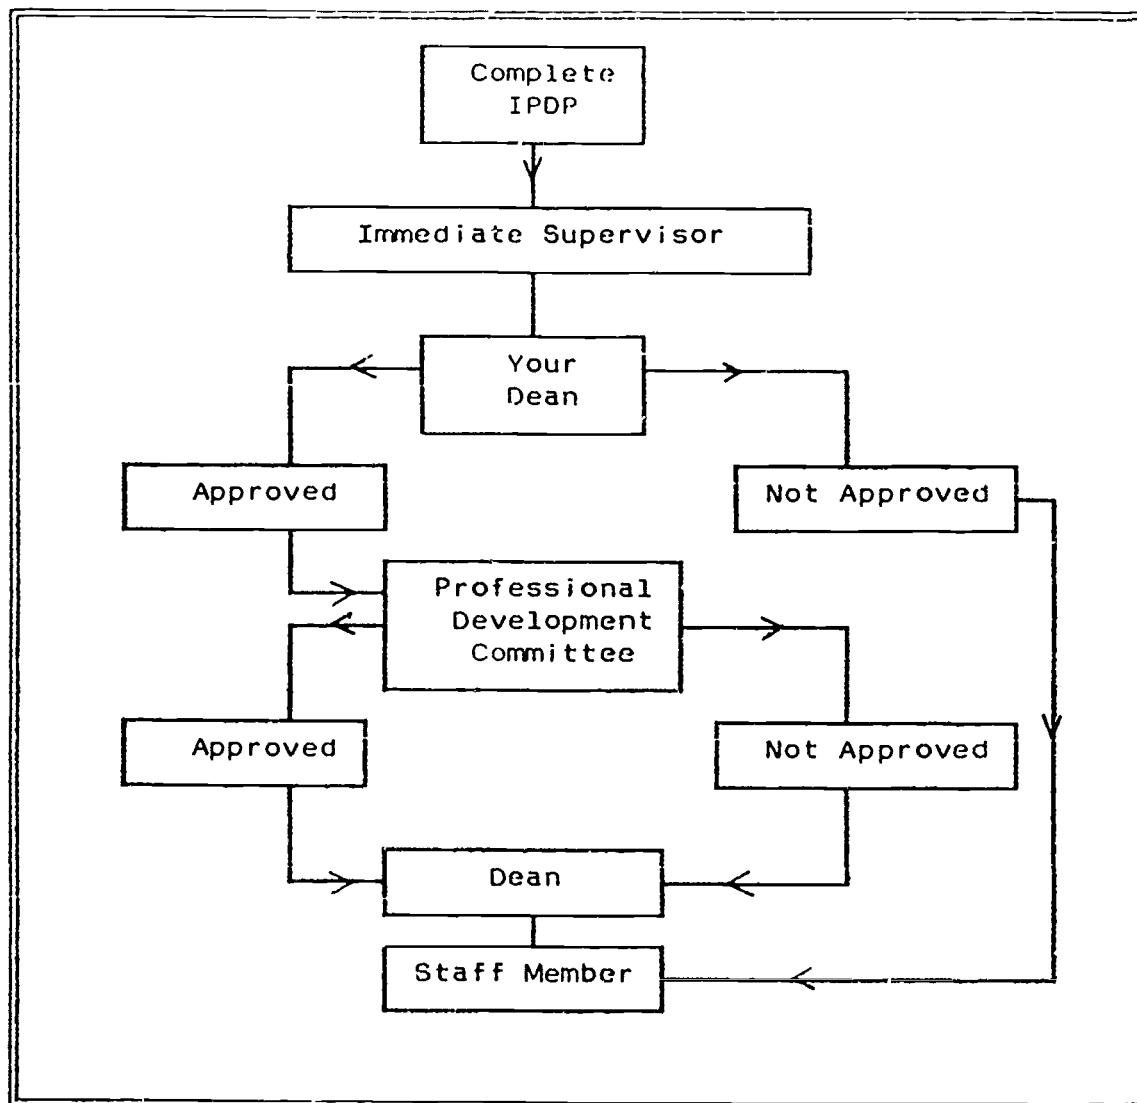 Complete
IPDP
Immediate Supervisor
Your
Dean
Approved
Not Approved
Professional
Development
Committee
Approved
Not Approved
Dean
Staff Member